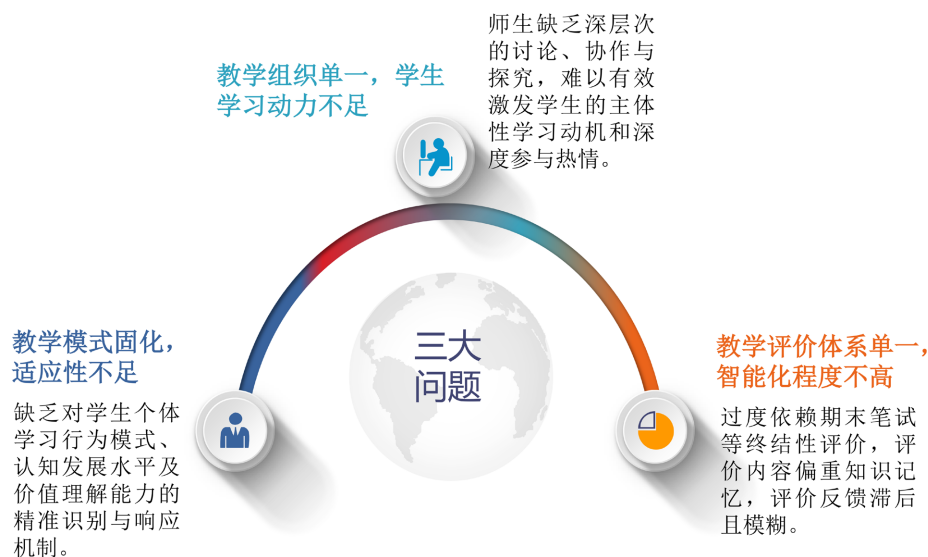 三大
问题
教学模式固化，
适应性不足
缺乏对学生个体
学习行为模式、
认知发展水平及
价值理解能力的
精准识别与响应
机制。
教学组织单一，学生
学习动力不足
师生缺乏深层次
的讨论、协作与
探究，难以有效
激发学生的主体
性学习动机和深
度参与热情。
教学评价体系单一，
智能化程度不高
过度依赖期末笔试
等终结性评价，评
价内容偏重知识记
忆，评价反馈滞后
且模糊。